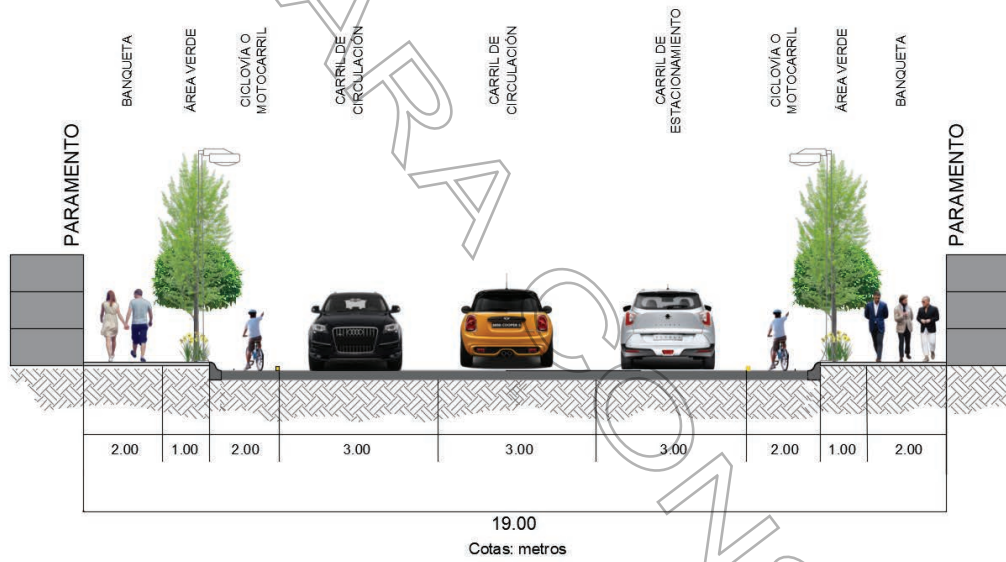 BANQUETA
ÁREA VERDE
CICLOVÍA O
MOTOCARRIL
CARRIL DE
CIRCULACIÓN
CARRIL DE
CIRCULACIÓN
CARRIL DE
ESTACIONAMIENTO
CICLOVÍA O
MOTOCARRIL
ÁREA VERDE
BANQUETA
PARAMENTO
PARAMENTO
ARA CONS
2.00 1.00 2.00 3.00 3.00 3.00 2.00 1.00 2.00
19.00
Cotas: metros